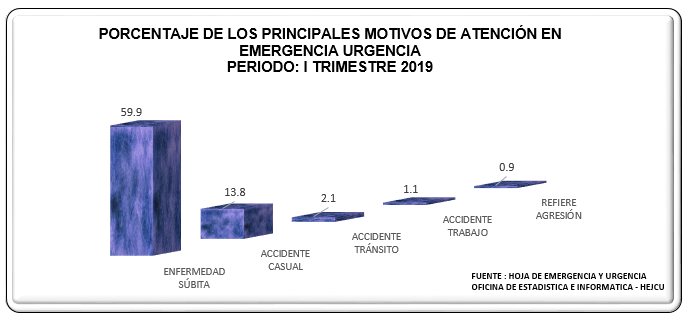 PORCENTAJE DE LOS PRINCIPALES MOTIVOS DE ATENCIÓN EN
EMERGENCIA URGENCIA
PERIODO: I TRIMESTRE 2019
59.9
13.8
2.1
1.1
0.9
ENFERMEDAD
SÚBITA
ACCIDENTE
CASUAL
ACCIDENTE
TRÁNSITO
ACCIDENTE
TRABAJO
REFIERE
AGRESIÓN
FUENTE : HOJA DE EMERGENCIA Y URGENCIA
OFICINA DE ESTADISTICA E INFORMATICA - HEJCU